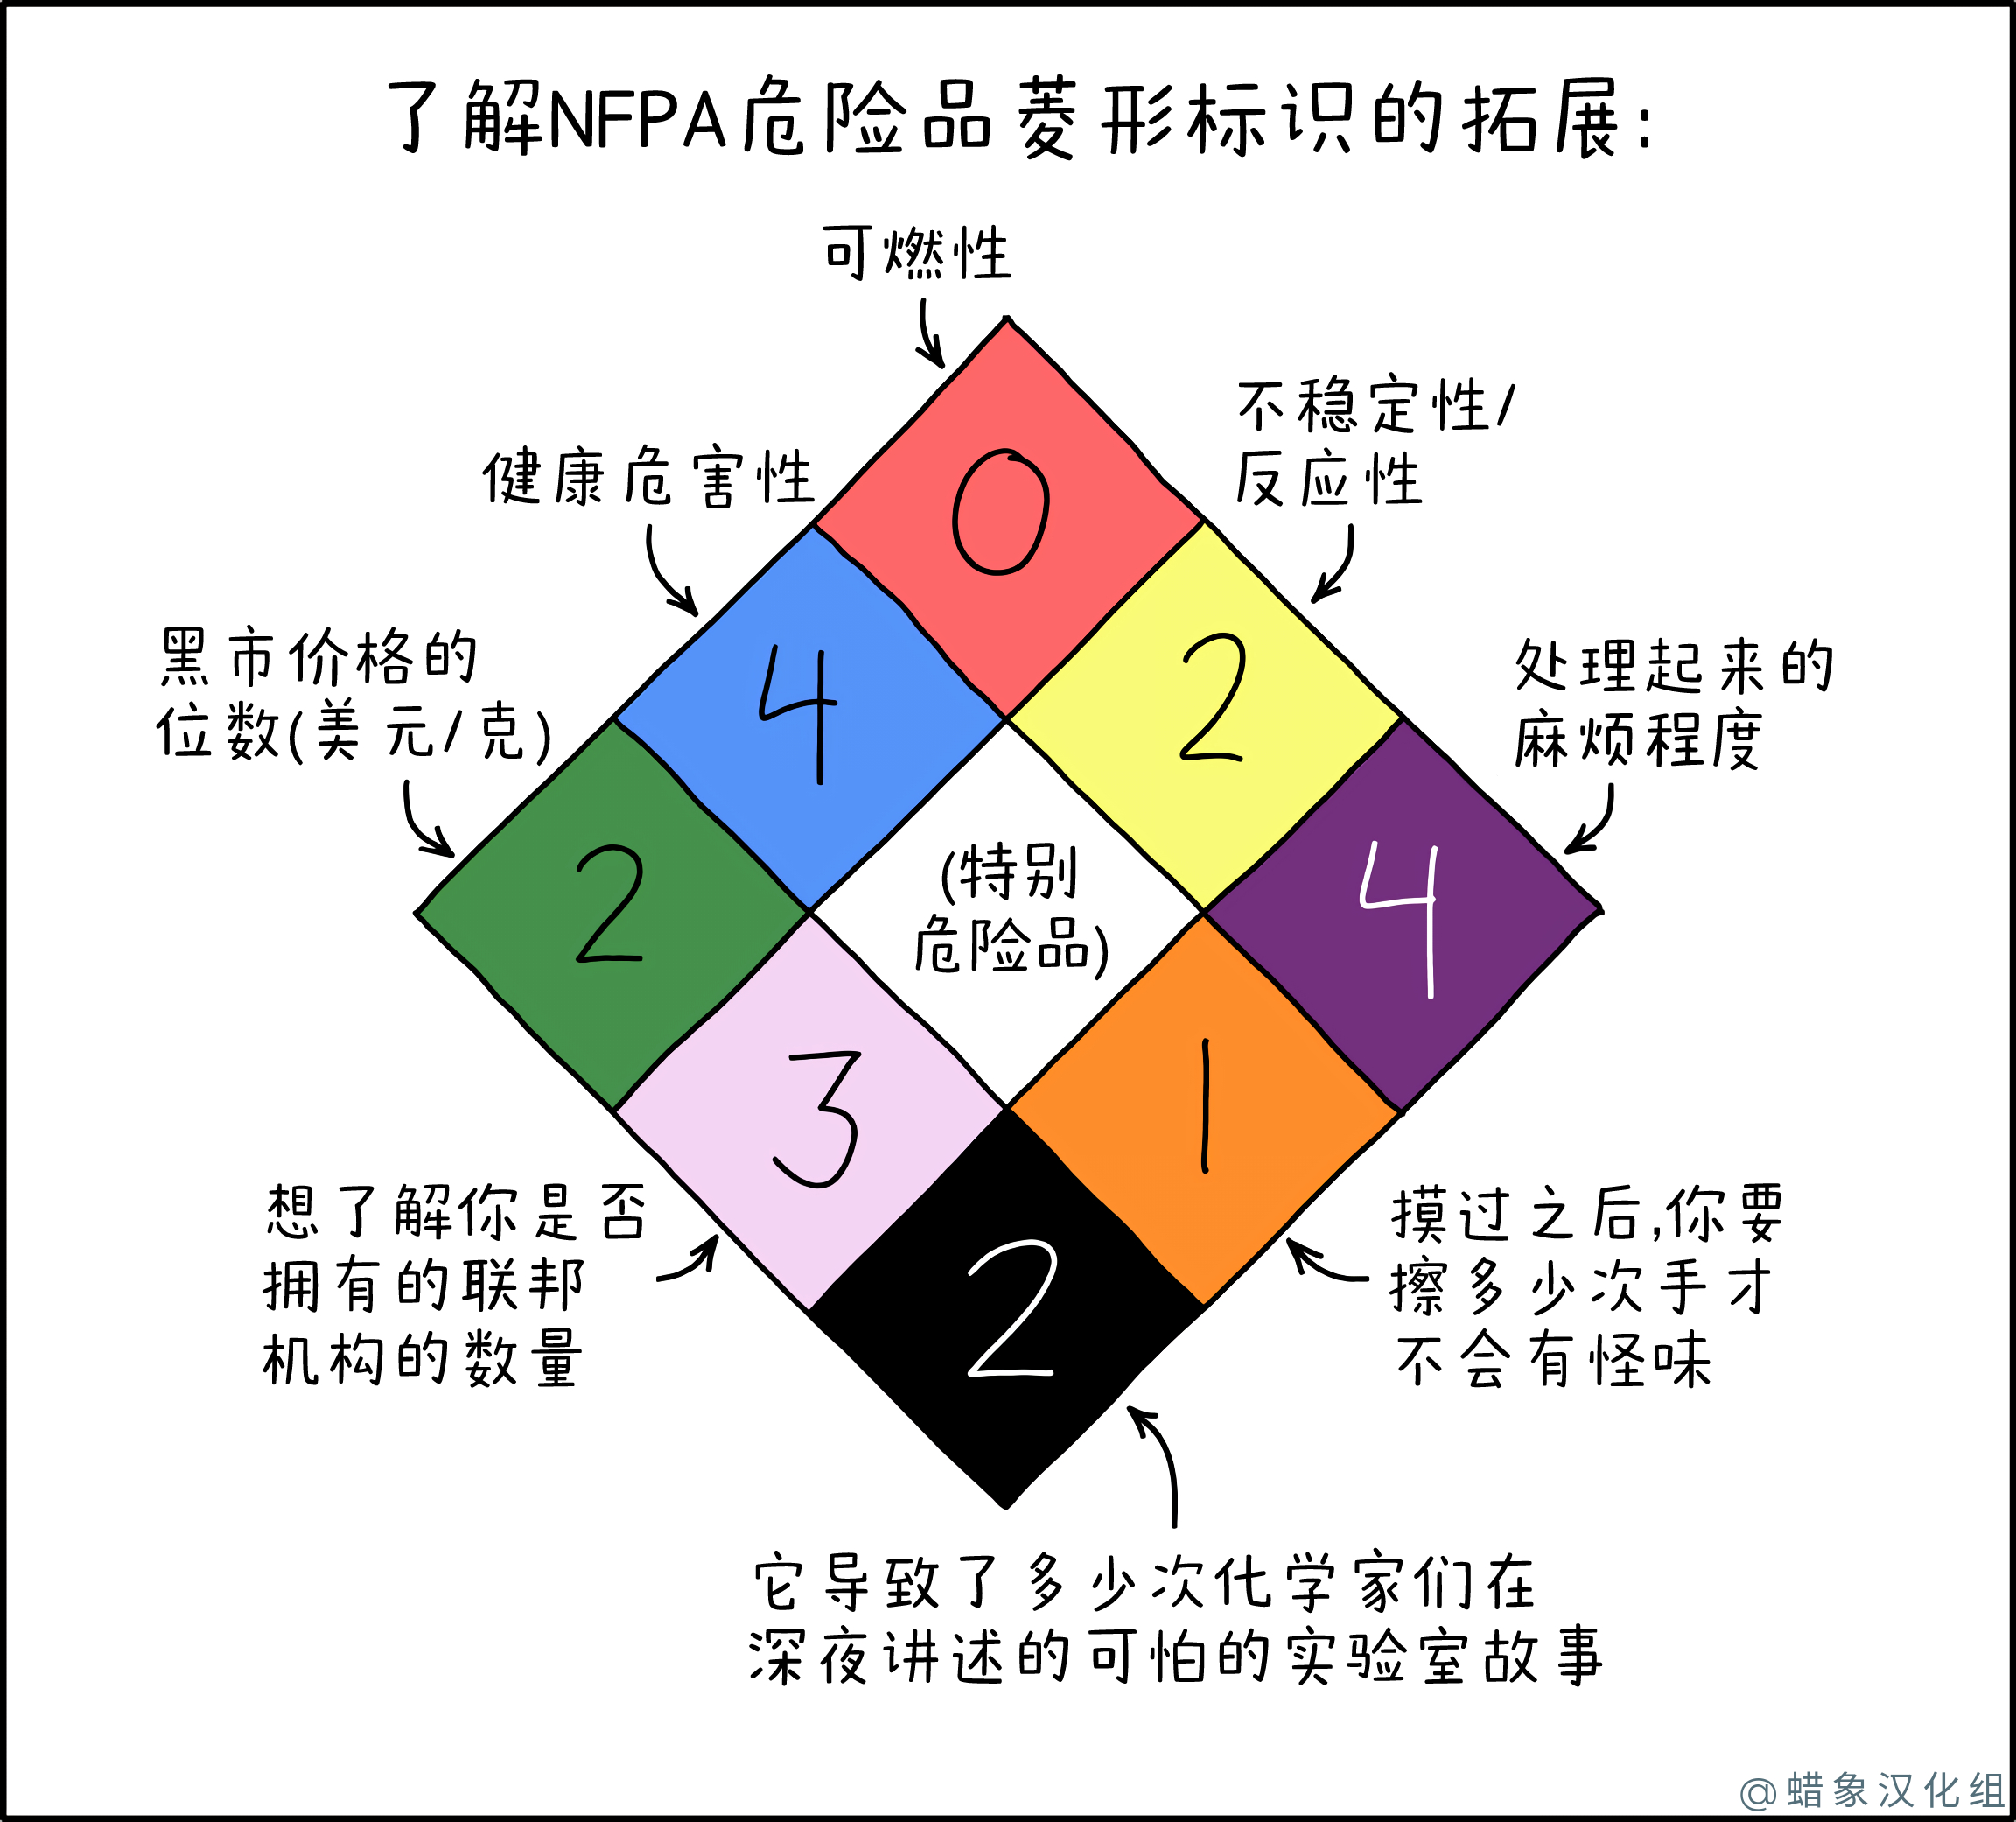 了解NFPA危险品菱形标识的拓展:
可燃性
0
不稳定性/
反应性
2
健康危害性
4
黑市价格的
位数(美元/克)
2
处理起来的
麻烦程度
4
(特别
危险品)
想了解你是否
拥有的联邦
机构的数量
3
摸过之后,你要
擦多少次手才
不会有怪味
1
2
它导致了多少次化学家们在
深夜讲述的可怕的实验室故事
@蜡象汉化组